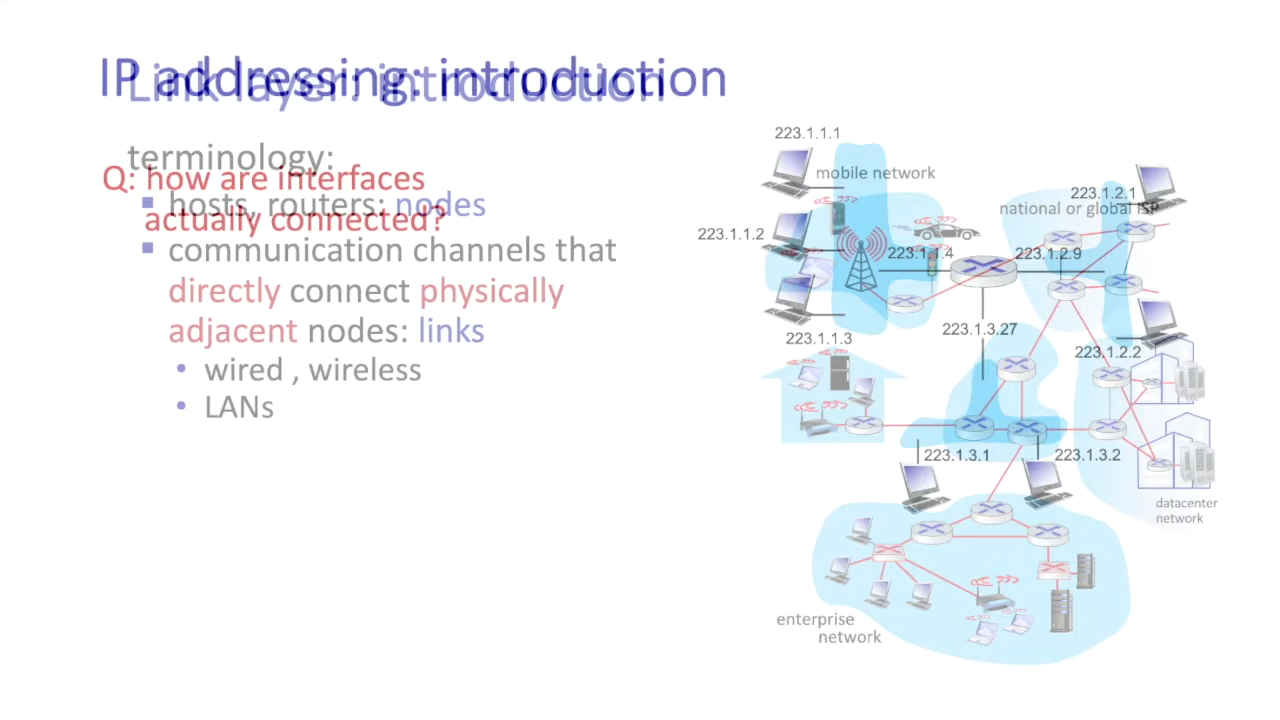 IP addressing: introduction
Link layer: introduction
terminology:
Q: how are interfaces
actually connected?
hosts, routers: nodes
communication channels that
directly connect physically
adjacent nodes: links
wired , wireless
LANs
223.1.1.1
mobile network
223.1.2.1
national or global ISP
223.1.1.2
223.1.1.4
223.1.2.9
223.1.3.27
223.1.1.3
223.1.2.2
223.1.3.1
223.1.3.2
datacenter
network
enterprise
network